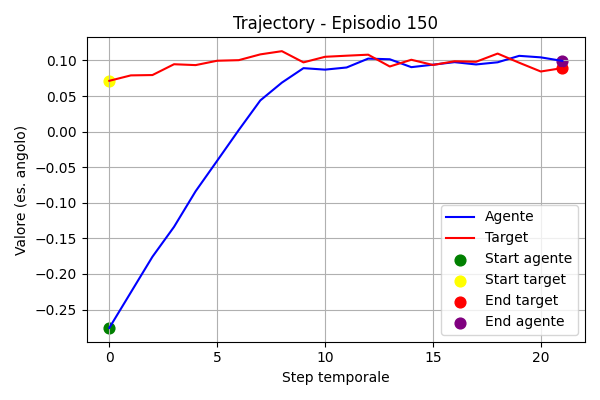 Trajectory - Episodio 150
Valore (es. angolo)
0.10
0.05
0.00
−0.05
−0.10
−0.15
−0.20
−0.25
Agente
Target
Start agente
Start target
End target
End agente
0 5 10 15 20
Step temporale